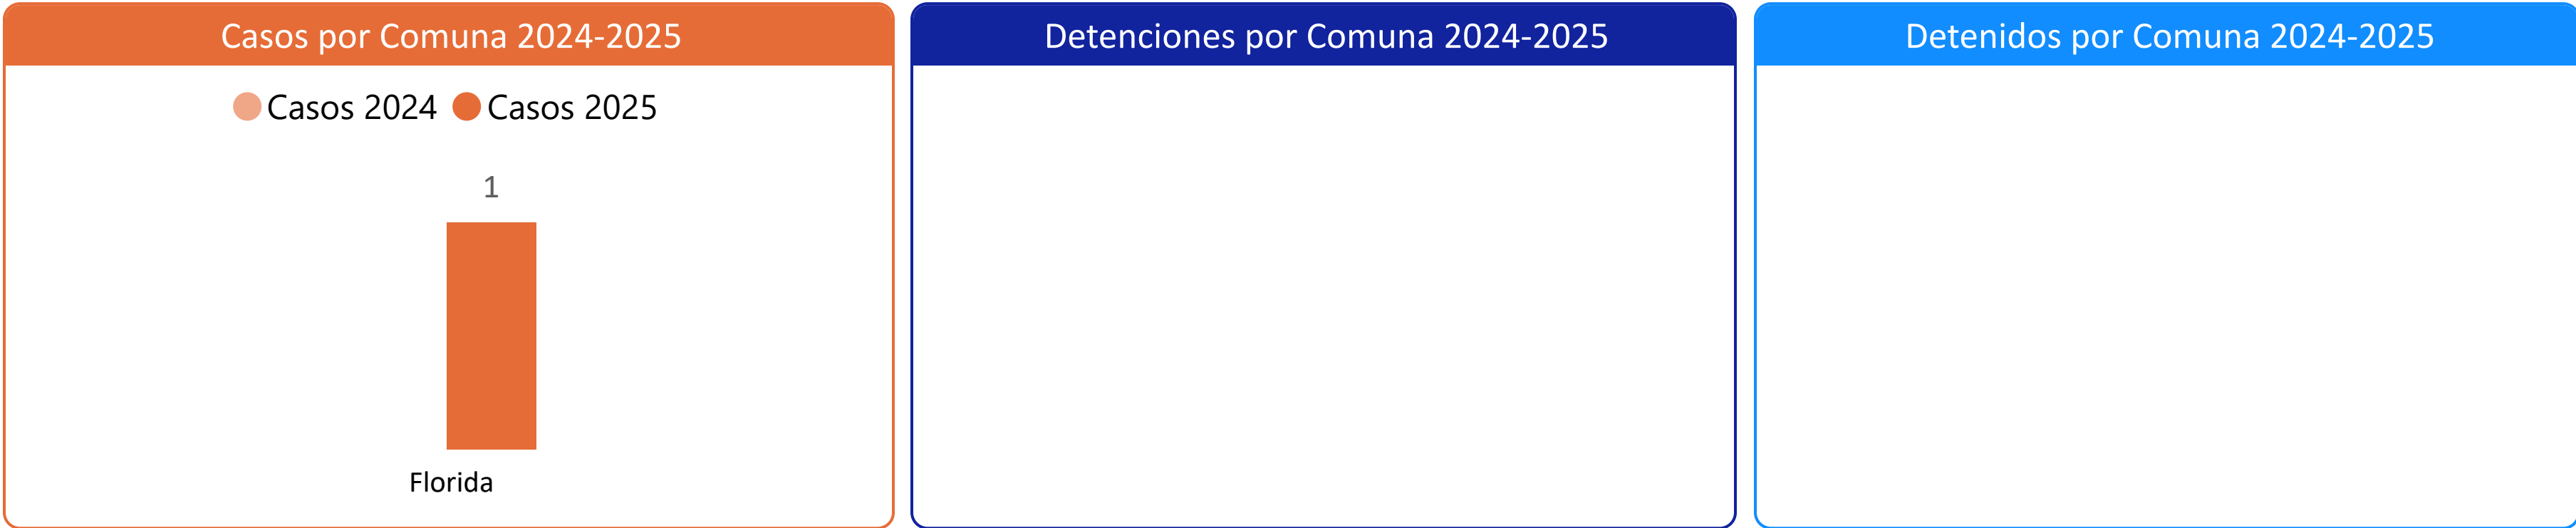 Casos por Comuna 2024-2025
Casos 2024 Casos 2025
1
Florida
Detenciones por Comuna 2024-2025
Detenidos por Comuna 2024-2025